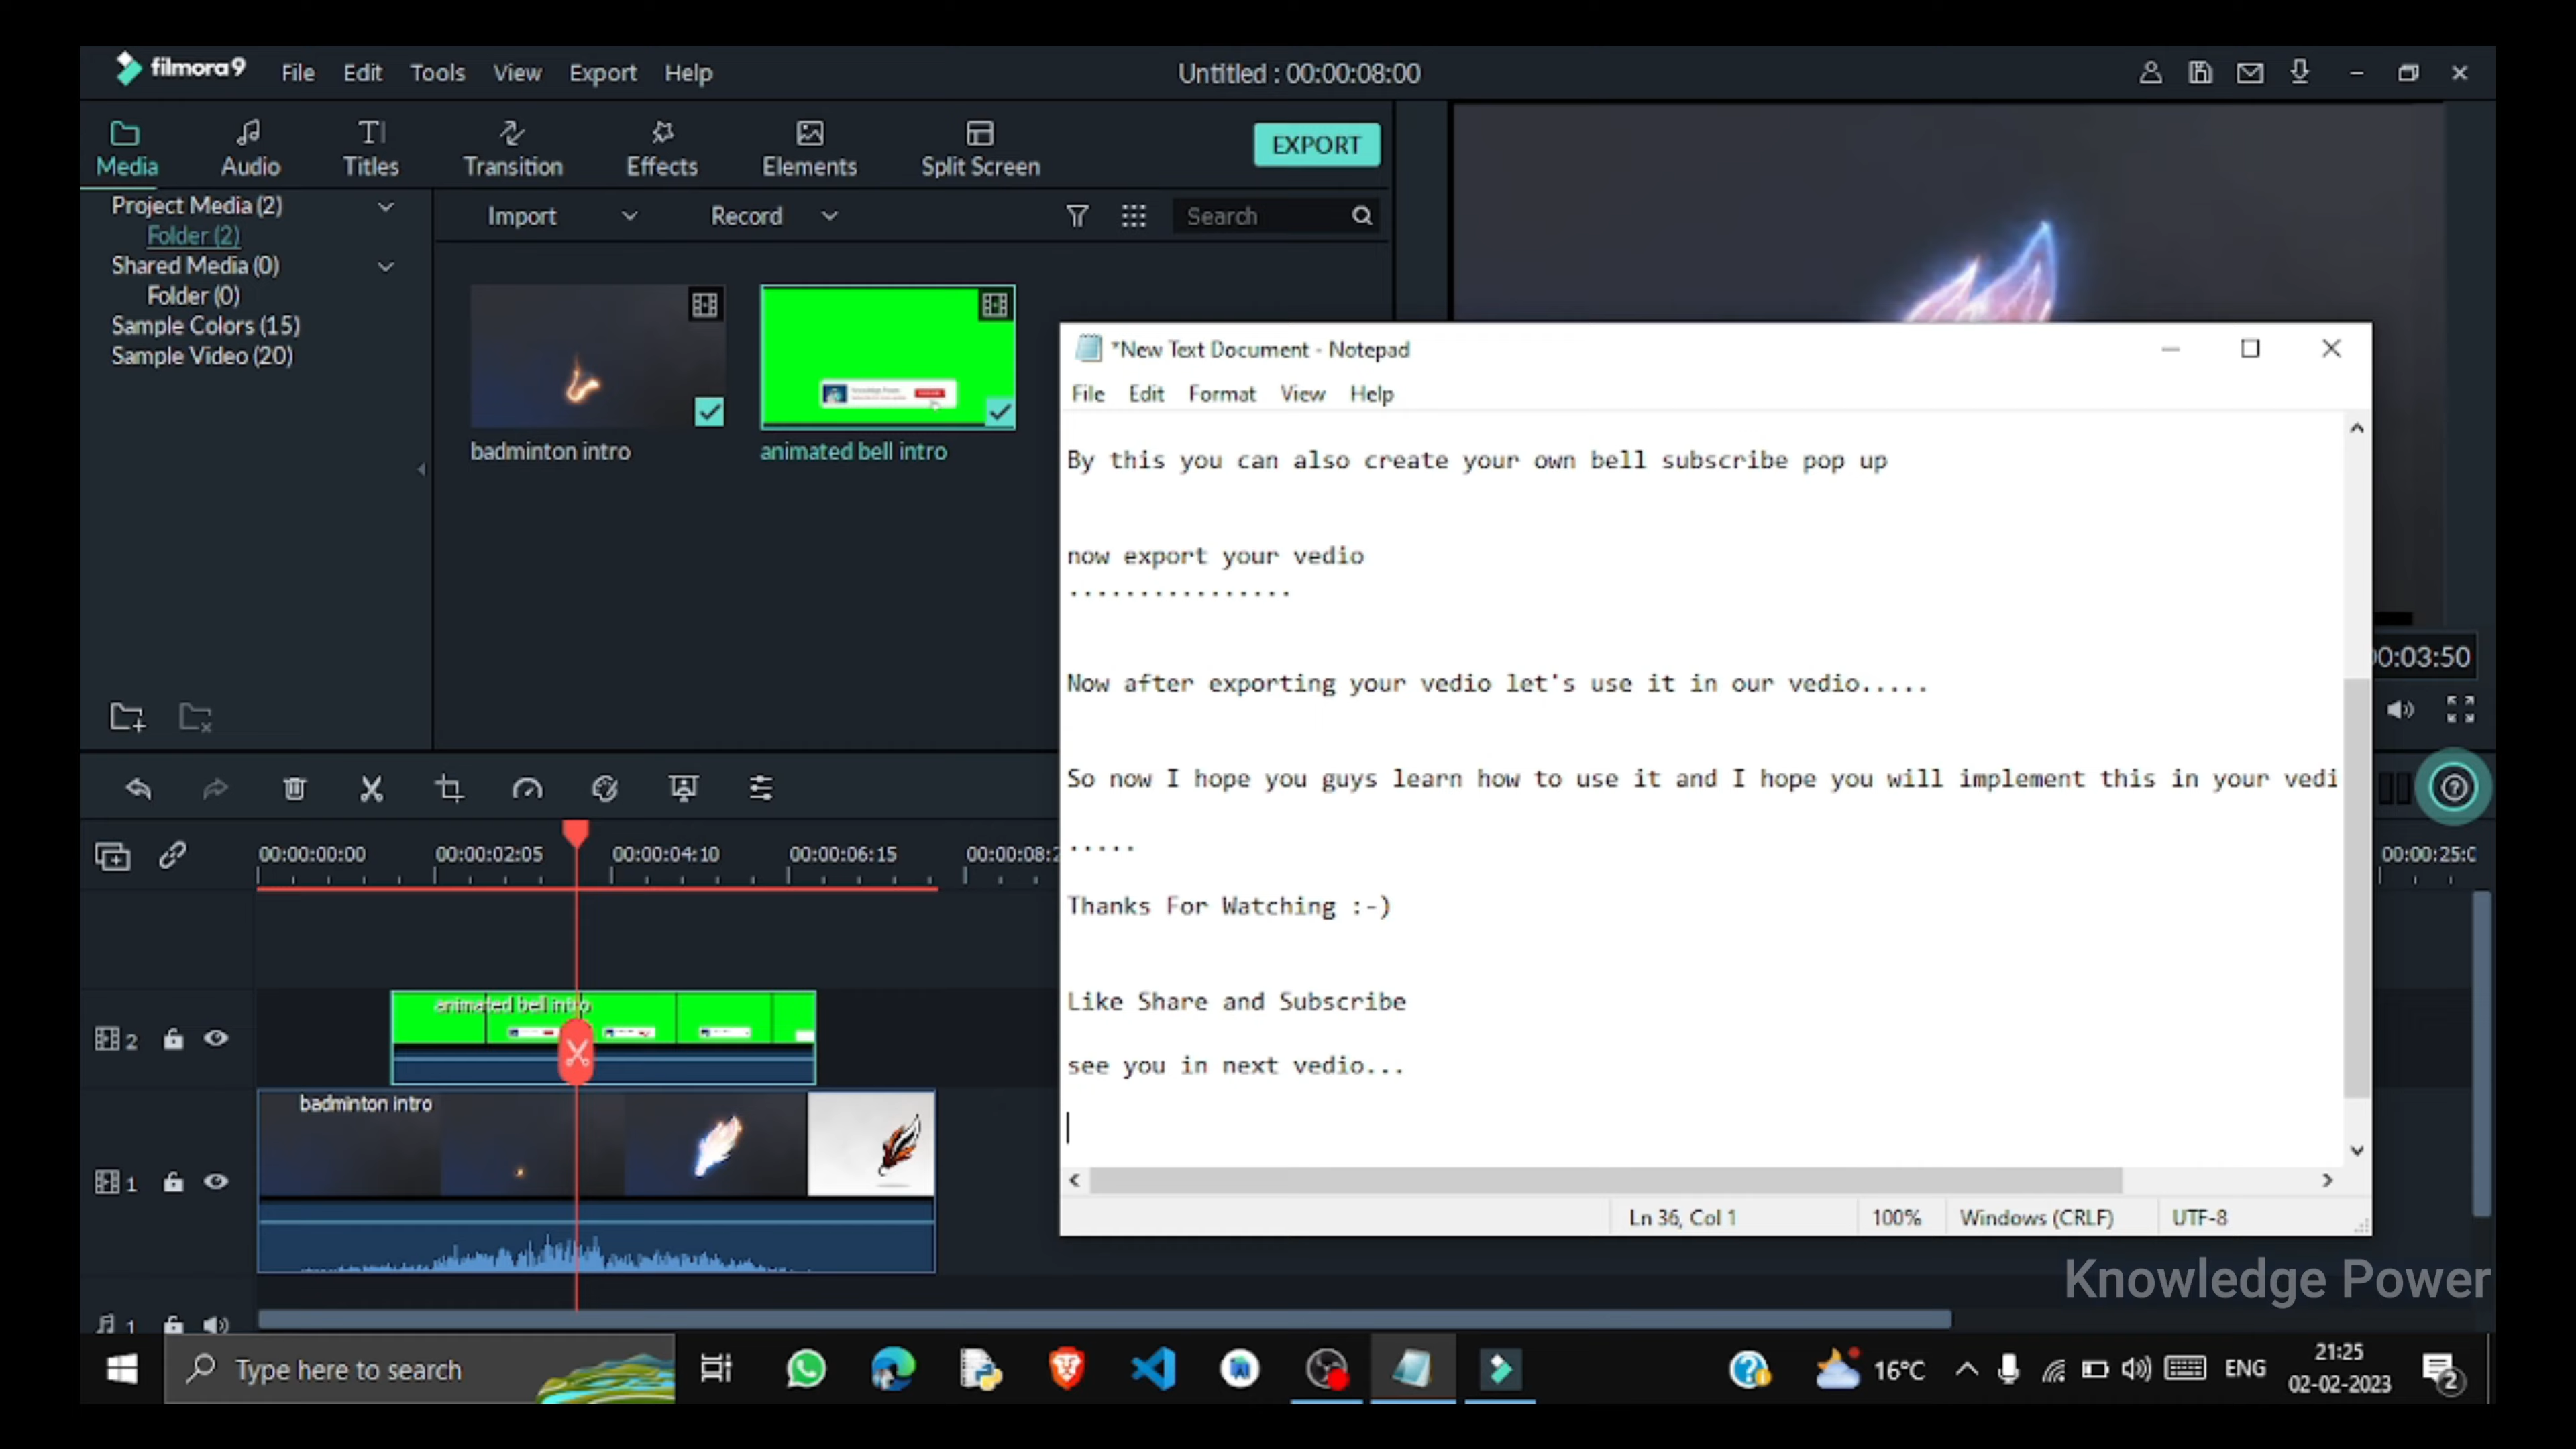 filmora9 File Edit Tools View Export Help Untitled : 00:00:08:00
Media Audio Titles Transition Effects Elements Split Screen EXPORT
Project Media (2)
Folder (2)
Shared Media (0)
Folder (0)
Sample Colors (15)
Sample Video (20)
Import Record Search
badminton intro animated bell intro
*New Text Document - Notepad
File Edit Format View Help
By this you can also create your own bell subscribe pop up
now export your vedio
................
Now after exporting your vedio let's use it in our vedio.....
So now I hope you guys learn how to use it and I hope you will implement this in your vedi
.....
Thanks For Watching :-)
Like Share and Subscribe
see you in next vedio...
Ln 36, Col 1 100% Windows (CRLF) UTF-8
0:03:50
00:00:00:00 00:00:02:05 00:00:04:10 00:00:06:15 00:00:08:2 00:00:25:0
animated bell intro
2
badminton intro
1
1
Knowledge Power
Type here to search 16°C ENG 21:25
02-02-2023
2